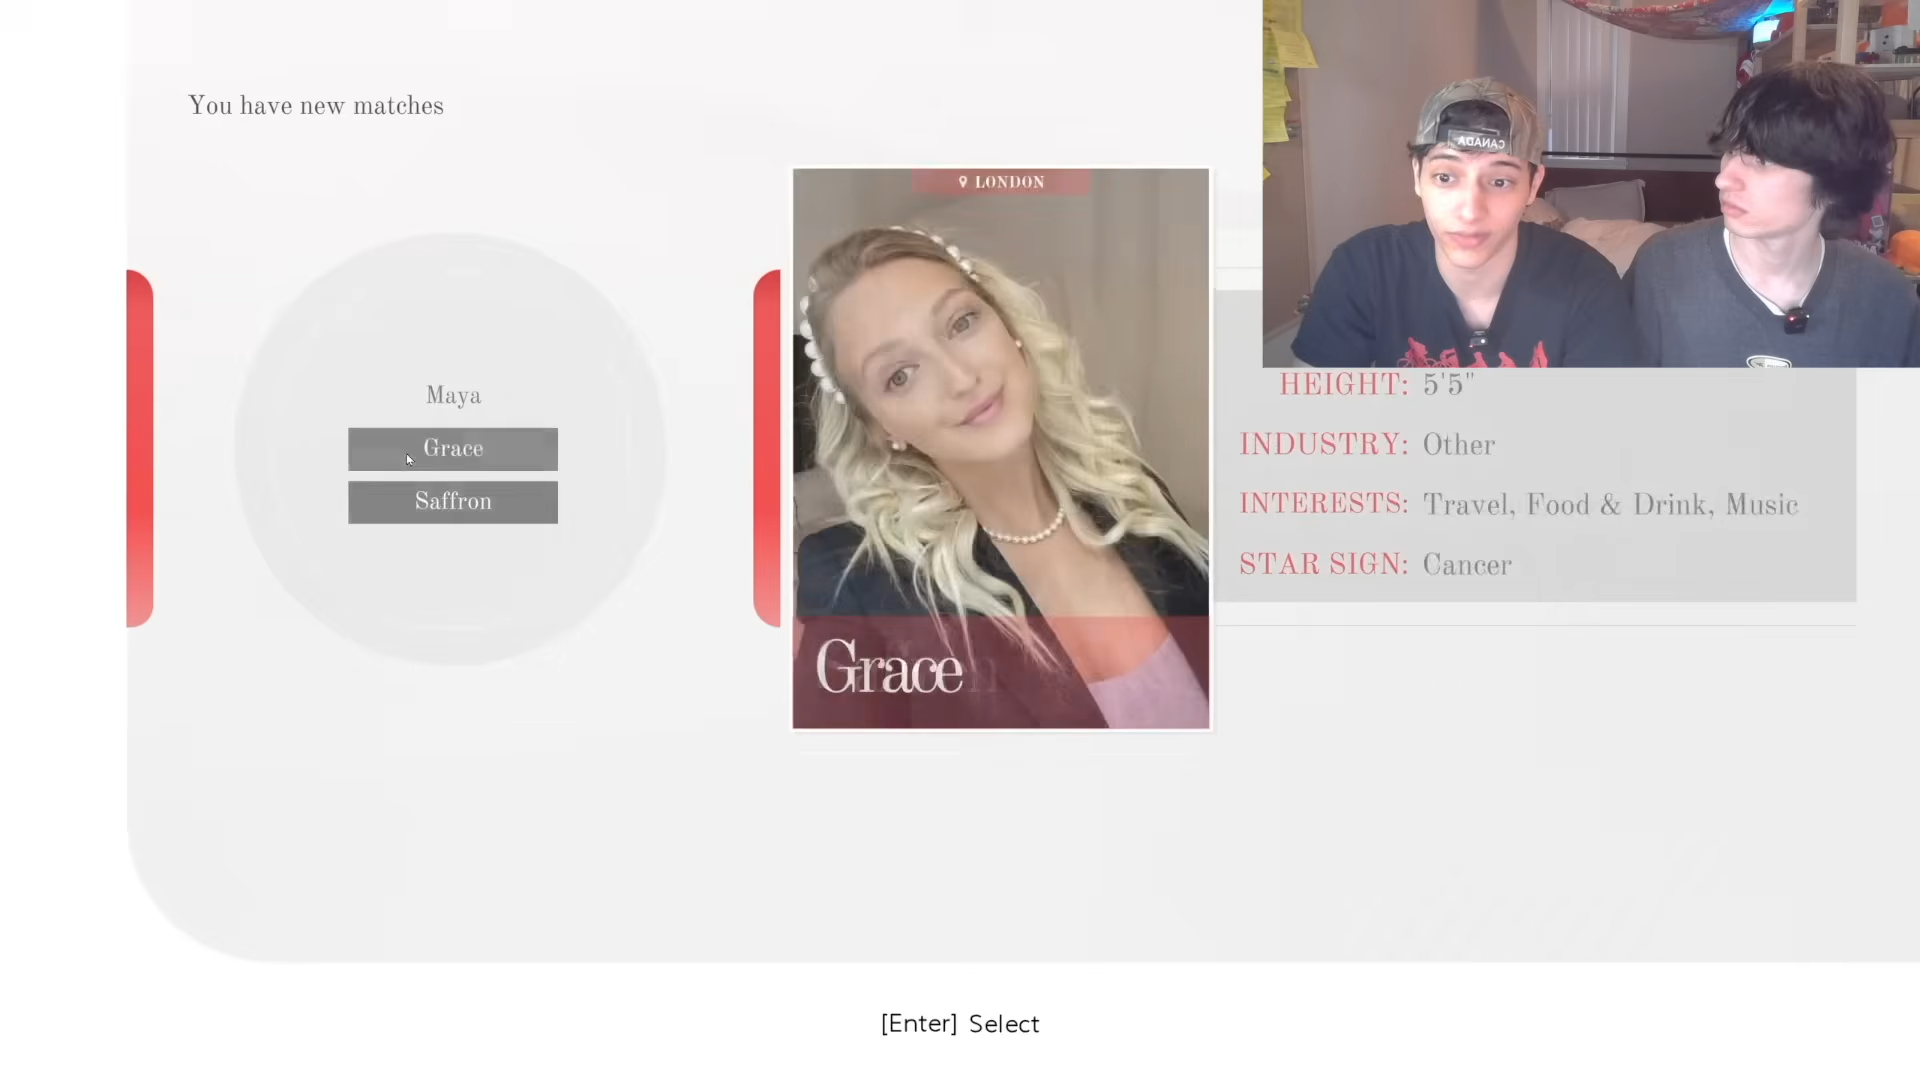 You have new matches
LONDON
CANADA
Maya
Grace
Saffron
HEIGHT: 5'5"
INDUSTRY: Other
INTERESTS: Travel, Food & Drink, Music
STAR SIGN: Cancer
Grace
[Enter] Select